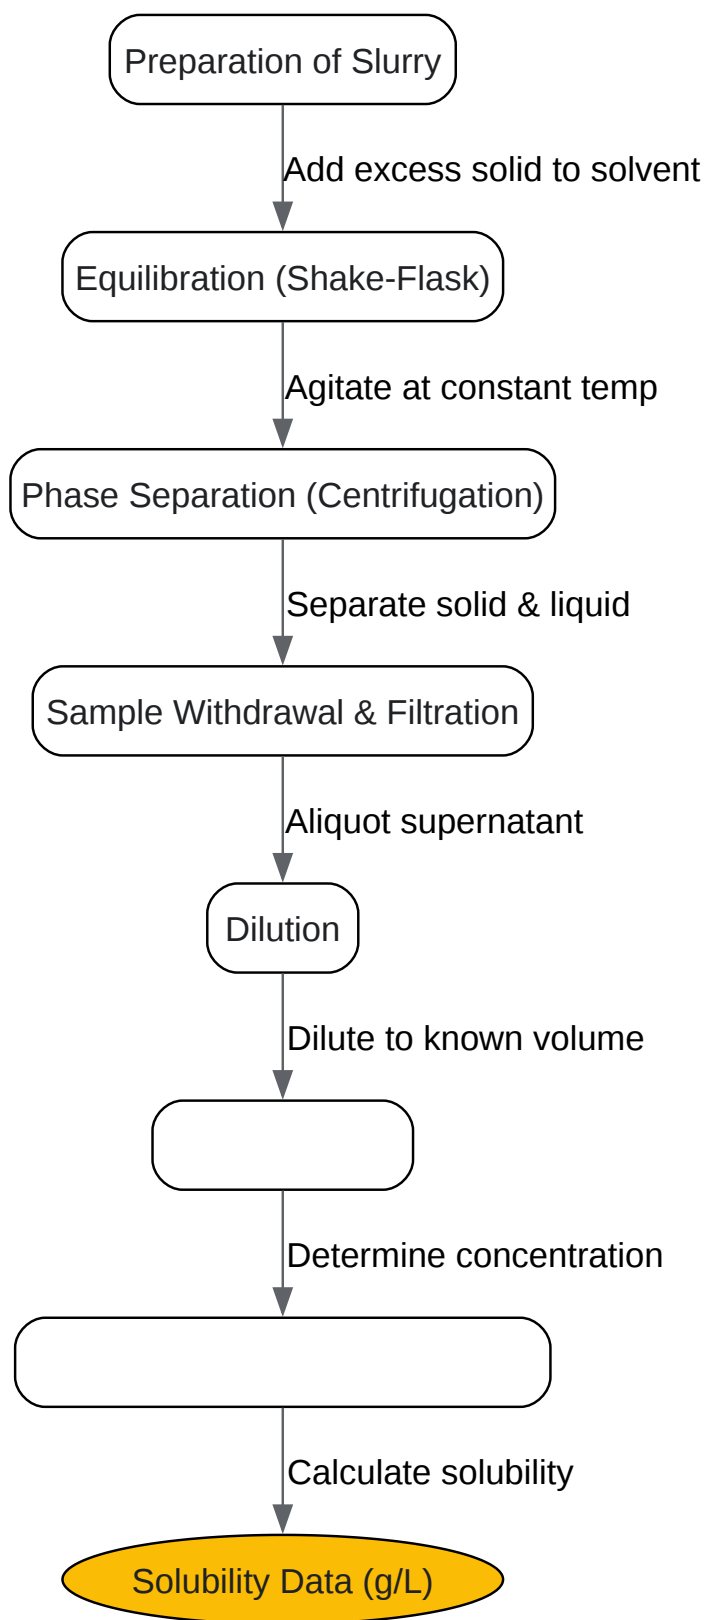 Preparation of Slurry
Add excess solid to solvent
Equilibration (Shake-Flask)
Agitate at constant temp
Phase Separation (Centrifugation)
Separate solid & liquid
Sample Withdrawal & Filtration
Aliquot supernatant
Dilution
Dilute to known volume
Determine concentration
Calculate solubility
Solubility Data (g/L)